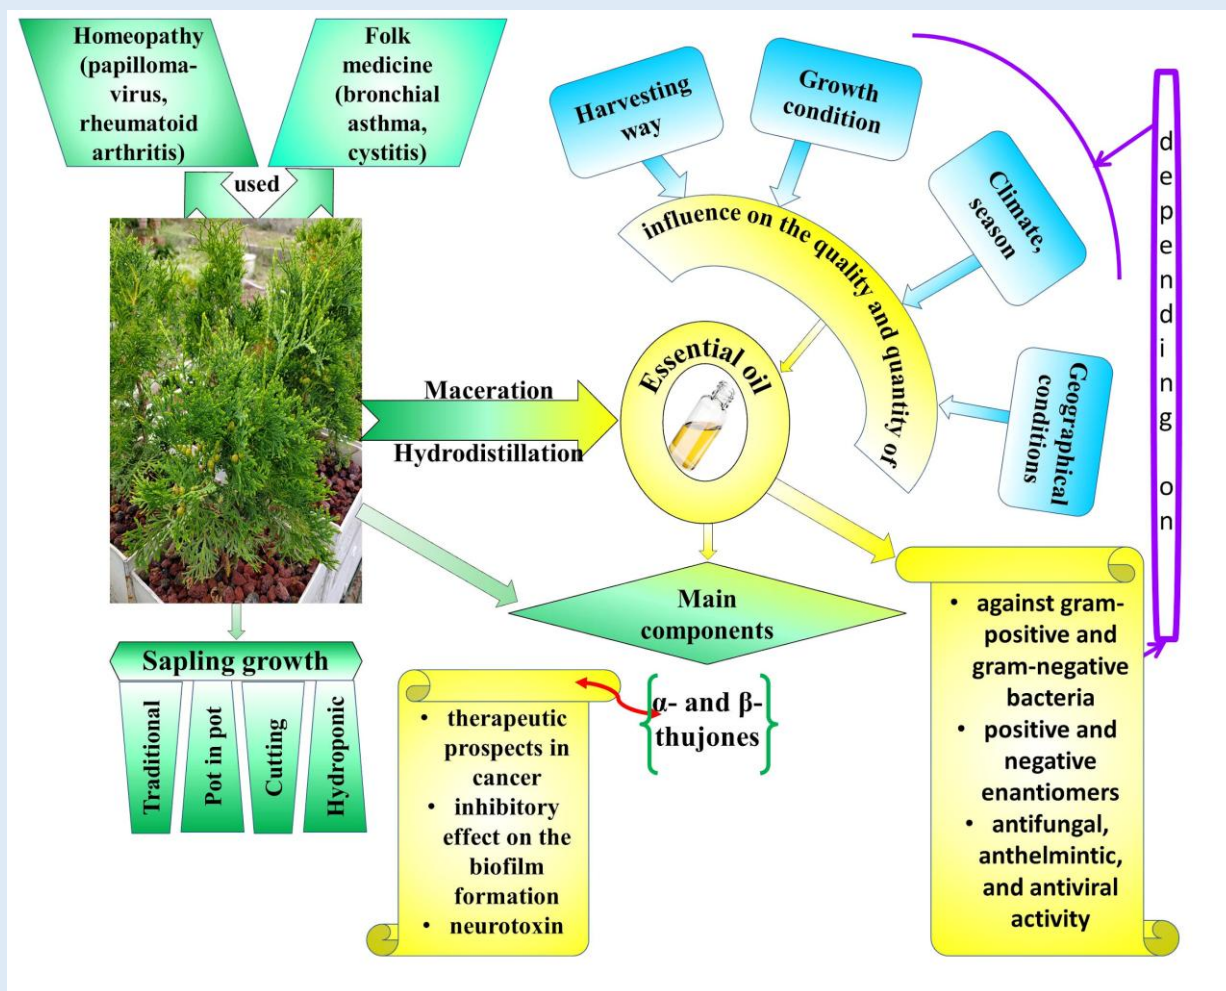 Homeopathy
(papilloma-
virus,
rheumatoid
arthritis)
Folk
medicine
(bronchial
asthma,
cystitis)
used
Harvesting
way
Growth
condition
Climate,
season
Geographical
conditions
influence on the quality and quantity of
depending on
Essential oil
Maceration
Hydrodistillation
Main
components
α- and β-
thujones
Sapling growth
Traditional
Pot in pot
Cutting
Hydroponic
• therapeutic
prospects in
cancer
• inhibitory
effect on the
biofilm
formation
• neurotoxin
• against gram-
positive and
gram-negative
bacteria
• positive and
negative
enantiomers
• antifungal,
anthelmintic,
and antiviral
activity